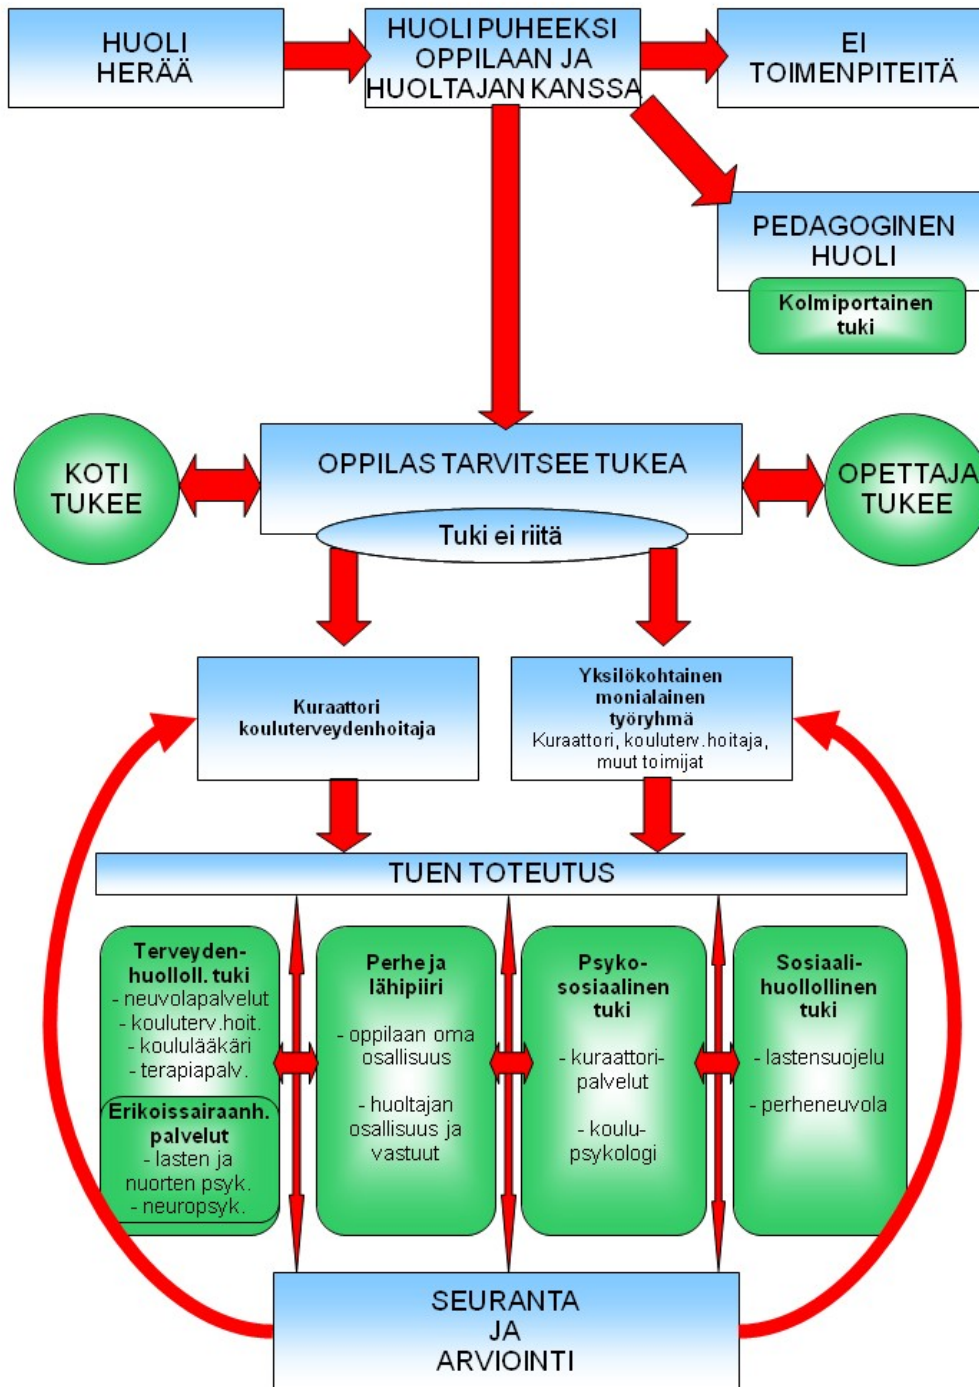 HUOLI
HERÄÄ
HUOLI PUHEEKSI
OPPILAAN JA
HUOLTAJAN KANSSA
EI
TOIMENPITEITÄ
PEDAGOGINEN
HUOLI
Kolmiportainen
tuki
KOTI
TUKEE
OPPILAS TARVITSEE TUKEA
Tuki ei riitä
OPETTAJA
TUKEE
Kuraattori
kouluterveydenhoitaja
Yksilökohtainen
monialainen
työryhmä
Kuraattori, kouluterv.hoitaja,
muut toimijat
TUEN TOTEUTUS
Terveyden-
huolloll. tuki
- neuvolapalvelut
- kouluterv.hoit.
- koululääkäri
- terapiapalv.
Erikoissairaanh.
palvelut
- lasten ja
nuorten psyk.
- neuropsyk.
Perhe ja
lähipiiri
- oppilaan oma
osallisuus
- huoltajan
osallisuus ja
vastuut
Psyko-
sosiaalinen
tuki
- kuraattori-
palvelut
- koulu-
psykologi
Sosiaali-
huollollinen
tuki
- lastensuojelu
- perheneuvola
SEURANTA
JA
ARVIOINTI